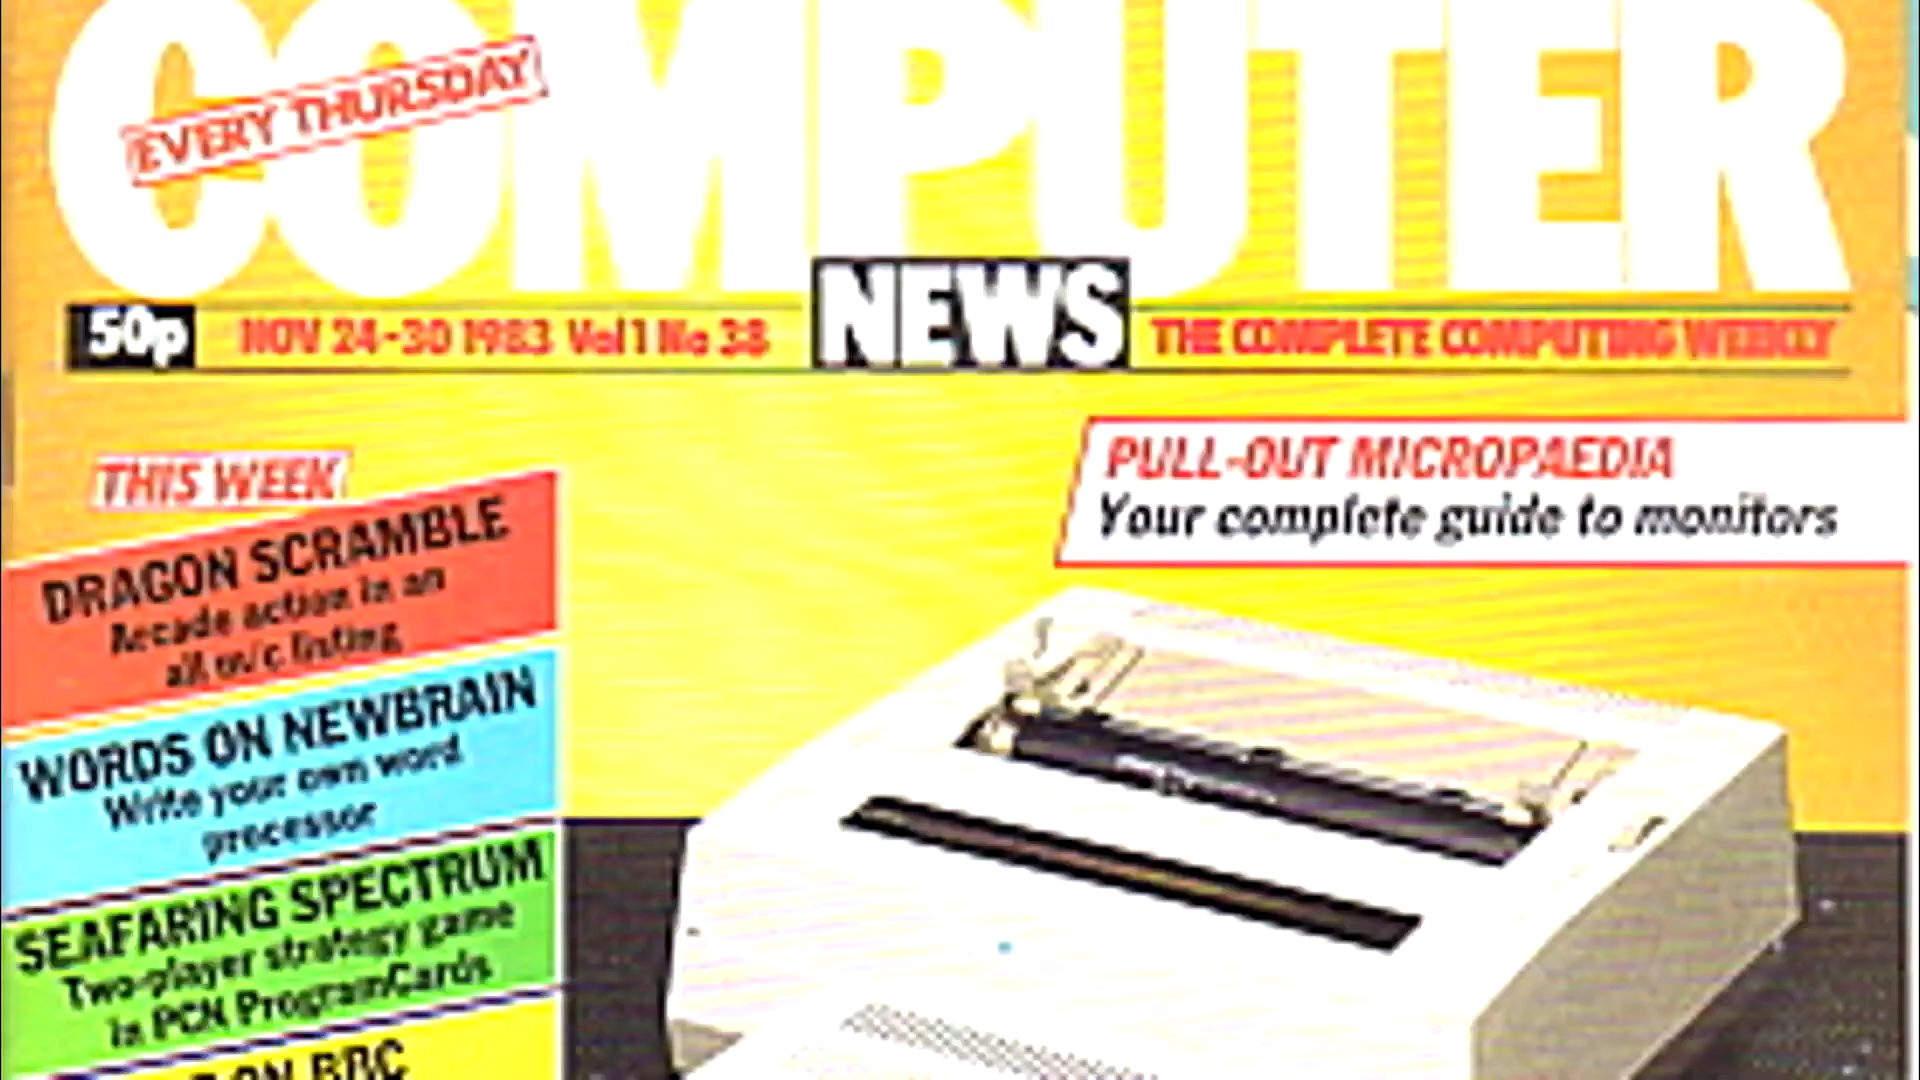 COMPUTER
EVERY THURSDAY
NEWS
50p
NOV 24-30 1983 Vol 1 No 38
THE COMPLETE COMPUTING WEEKLY
PULL-OUT MICROPAEDIA
Your complete guide to monitors
THIS WEEK
DRAGON SCRAMBLE
Arcade action in an
all m/c listing
WORDS ON NEWBRAIN
Write your own word
processor
SEAFARING SPECTRUM
Two-player strategy game
in PCN ProgramCards
ON BBC